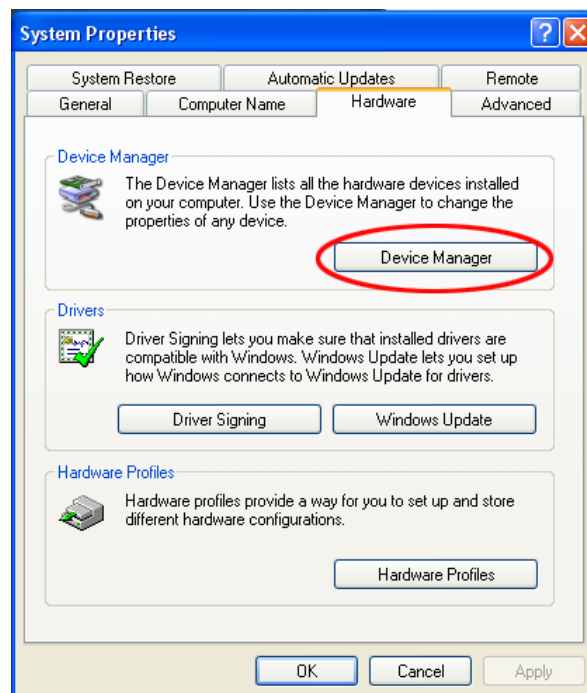 System Properties
System Restore Automatic Updates Remote
General Computer Name Hardware Advanced
Device Manager
The Device Manager lists all the hardware devices installed
on your computer. Use the Device Manager to change the
properties of any device.
Device Manager
Drivers
Driver Signing lets you make sure that installed drivers are
compatible with Windows. Windows Update lets you set up
how Windows connects to Windows Update for drivers.
Driver Signing Windows Update
Hardware Profiles
Hardware profiles provide a way for you to set up and store
different hardware configurations.
Hardware Profiles
OK Cancel Apply